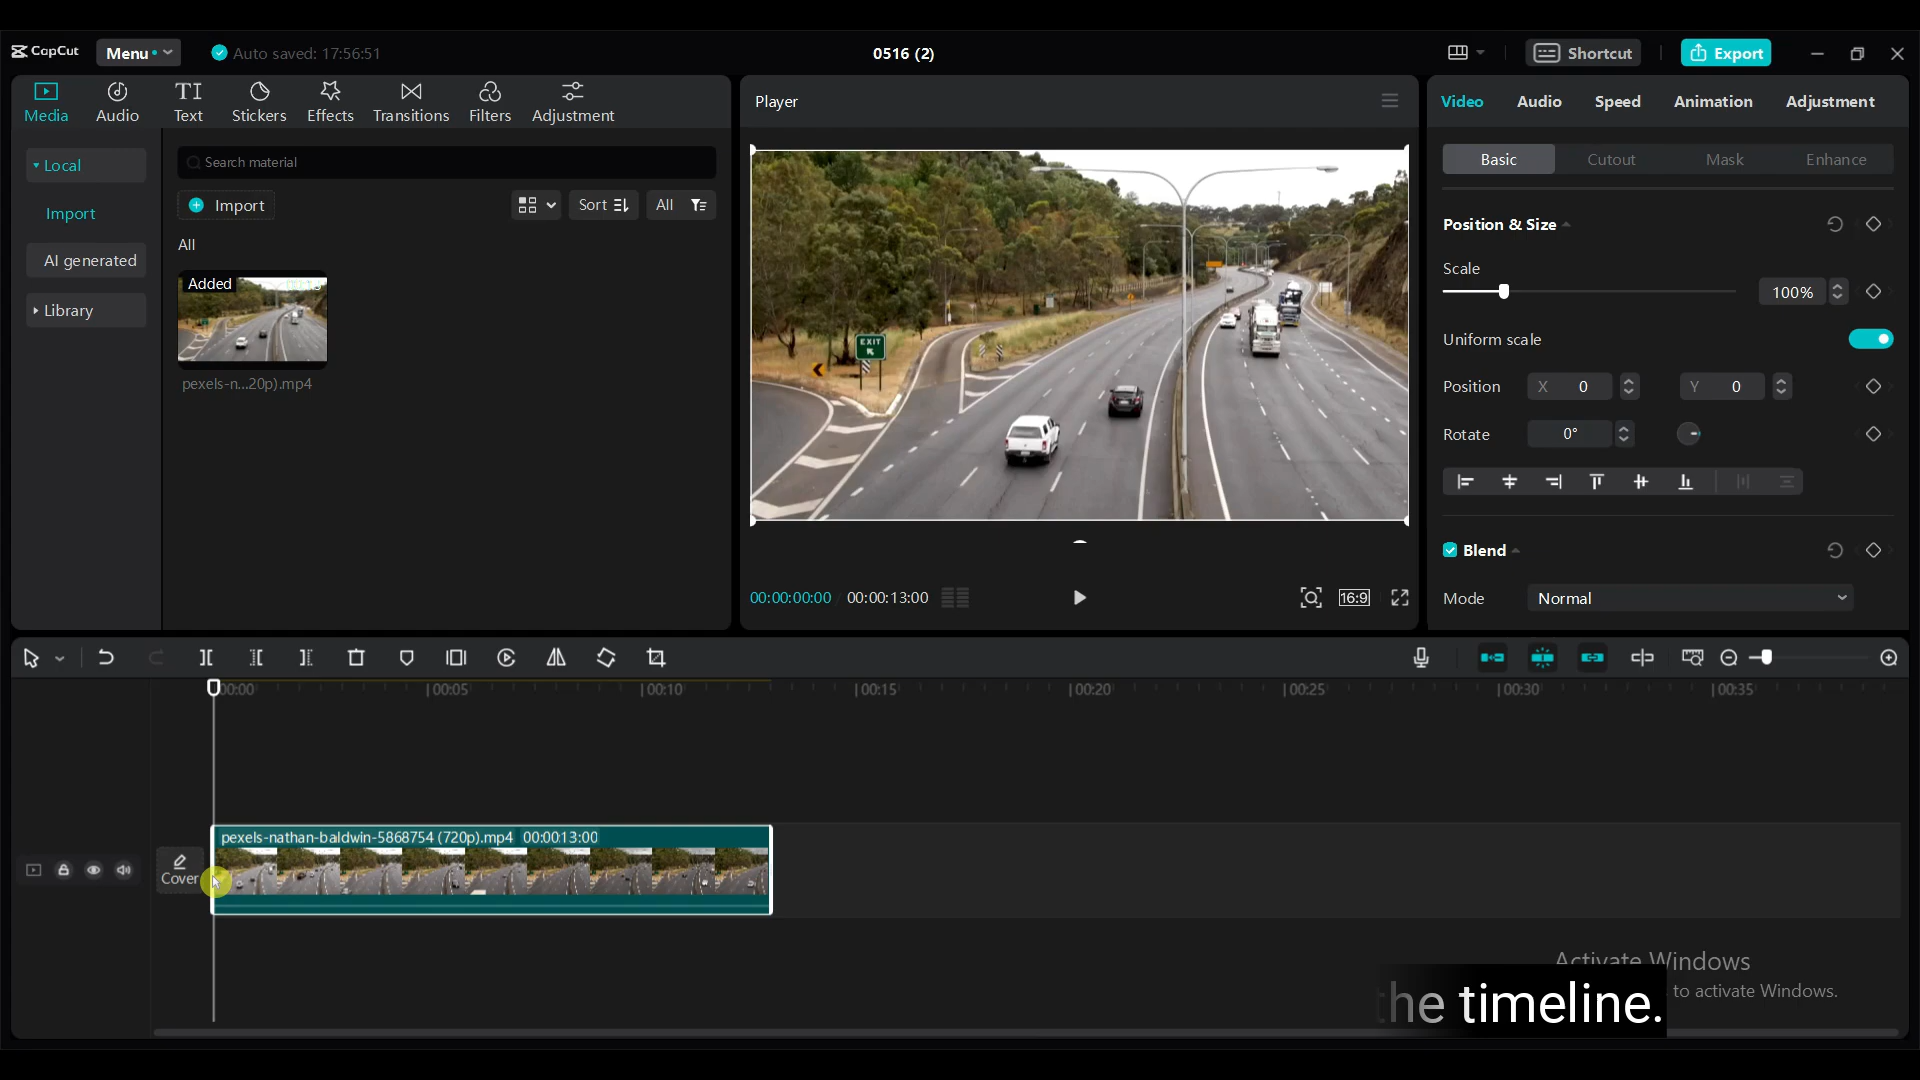 CapCut
Menu
Auto saved: 17:56:51
0516 (2)
Shortcut
Export
Media
Audio
Text
Stickers
Effects
Transitions
Filters
Adjustment
Local
Import
AI generated
Library
Search material
Import
Sort
All
All
Added
pexels-n...20p).mp4
Player
EXIT
00:00:00:00
00:00:13:00
16:9
Video
Audio
Speed
Animation
Adjustment
Basic
Cutout
Mask
Enhance
Position & Size
Scale
100%
Uniform scale
Position
X 0
Y 0
Rotate
0°
Blend
Mode
Normal
00:00
00:05
00:10
00:15
00:20
00:25
00:30
00:35
Cover
pexels-nathan-baldwin-5868754 (720p).mp4 00:00:13:00
Activate Windows
to activate Windows.
the timeline.